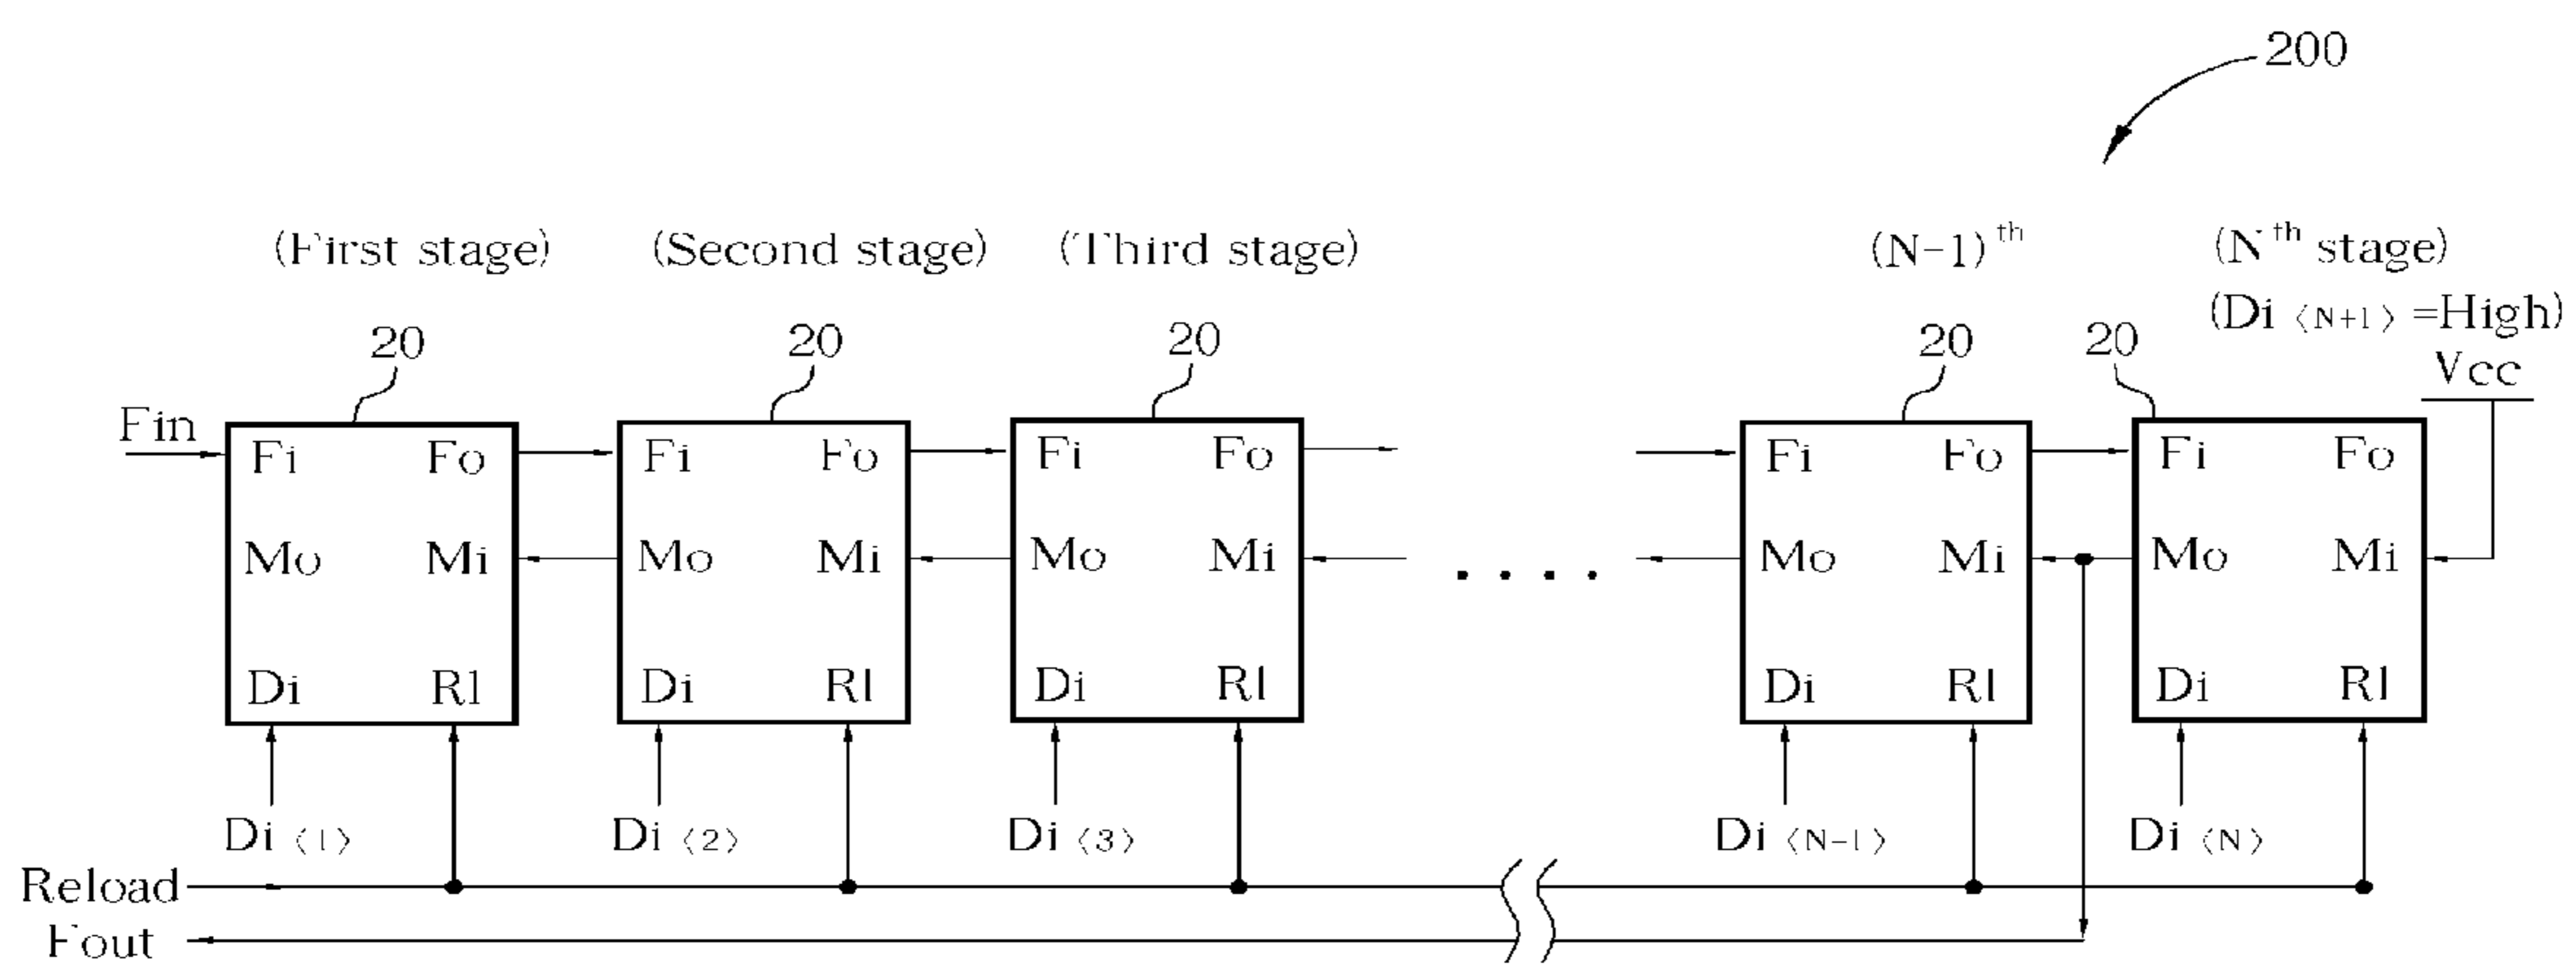 200
(First stage) (Second stage) (Third stage) (N-1)th (Nth stage)
(Di〈N+1〉=High)
20 20 20 20 20 Vcc
Fin
Fi Fo Fi Fo Fi Fo Fi Fo Fi Fo
Mo Mi Mo Mi Mo Mi . . . . Mo Mi Mo Mi
Di Rl Di Rl Di Rl Di Rl Di Rl
Di〈1〉 Di〈2〉 Di〈3〉 Di〈N-1〉 Di〈N〉
Reload
Fout